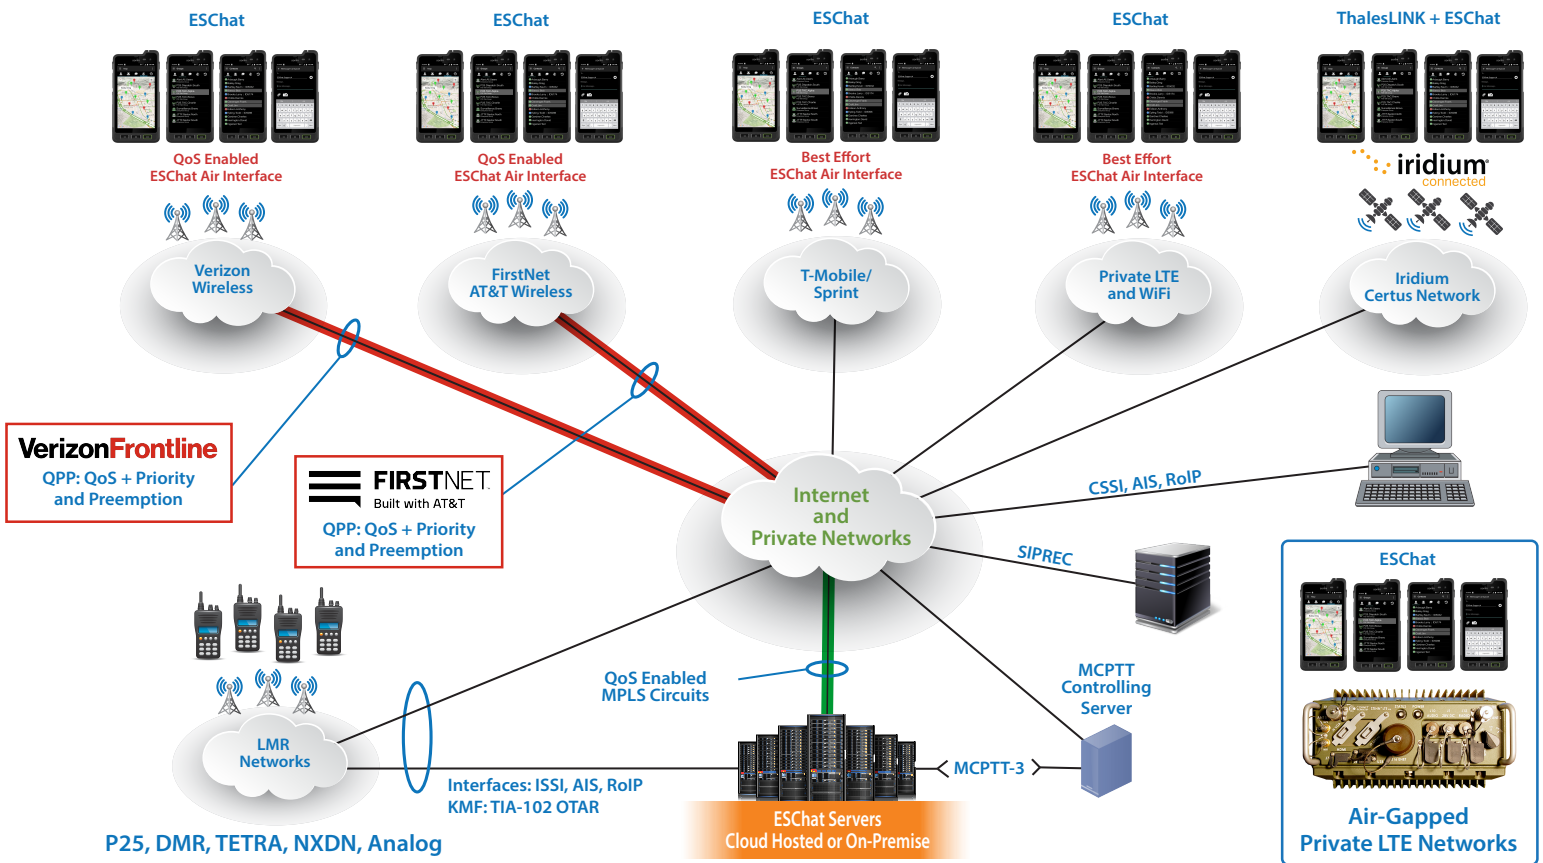 ESChat
ESChat
ESChat
ESChat
ThalesLINK + ESChat
QoS Enabled
ESChat Air Interface
QoS Enabled
ESChat Air Interface
Best Effort
ESChat Air Interface
Best Effort
ESChat Air Interface
iridium
connected
Verizon
Wireless
FirstNet
AT&T Wireless
T-Mobile/
Sprint
Private LTE
and WiFi
Iridium
Certus Network
VerizonFrontline
QPP: QoS + Priority
and Preemption
FIRSTNET
Built with AT&T
QPP: QoS + Priority
and Preemption
Internet
and
Private Networks
CSSI, AIS, RoIP
SIPREC
ESChat
QoS Enabled
MPLS Circuits
MCPTT
Controlling
Server
LMR
Networks
Interfaces: ISSI, AIS, RoIP
KMF: TIA-102 OTAR
MCPTT-3
ESChat Servers
Cloud Hosted or On-Premise
P25, DMR, TETRA, NXDN, Analog
Air-Gapped
Private LTE Networks